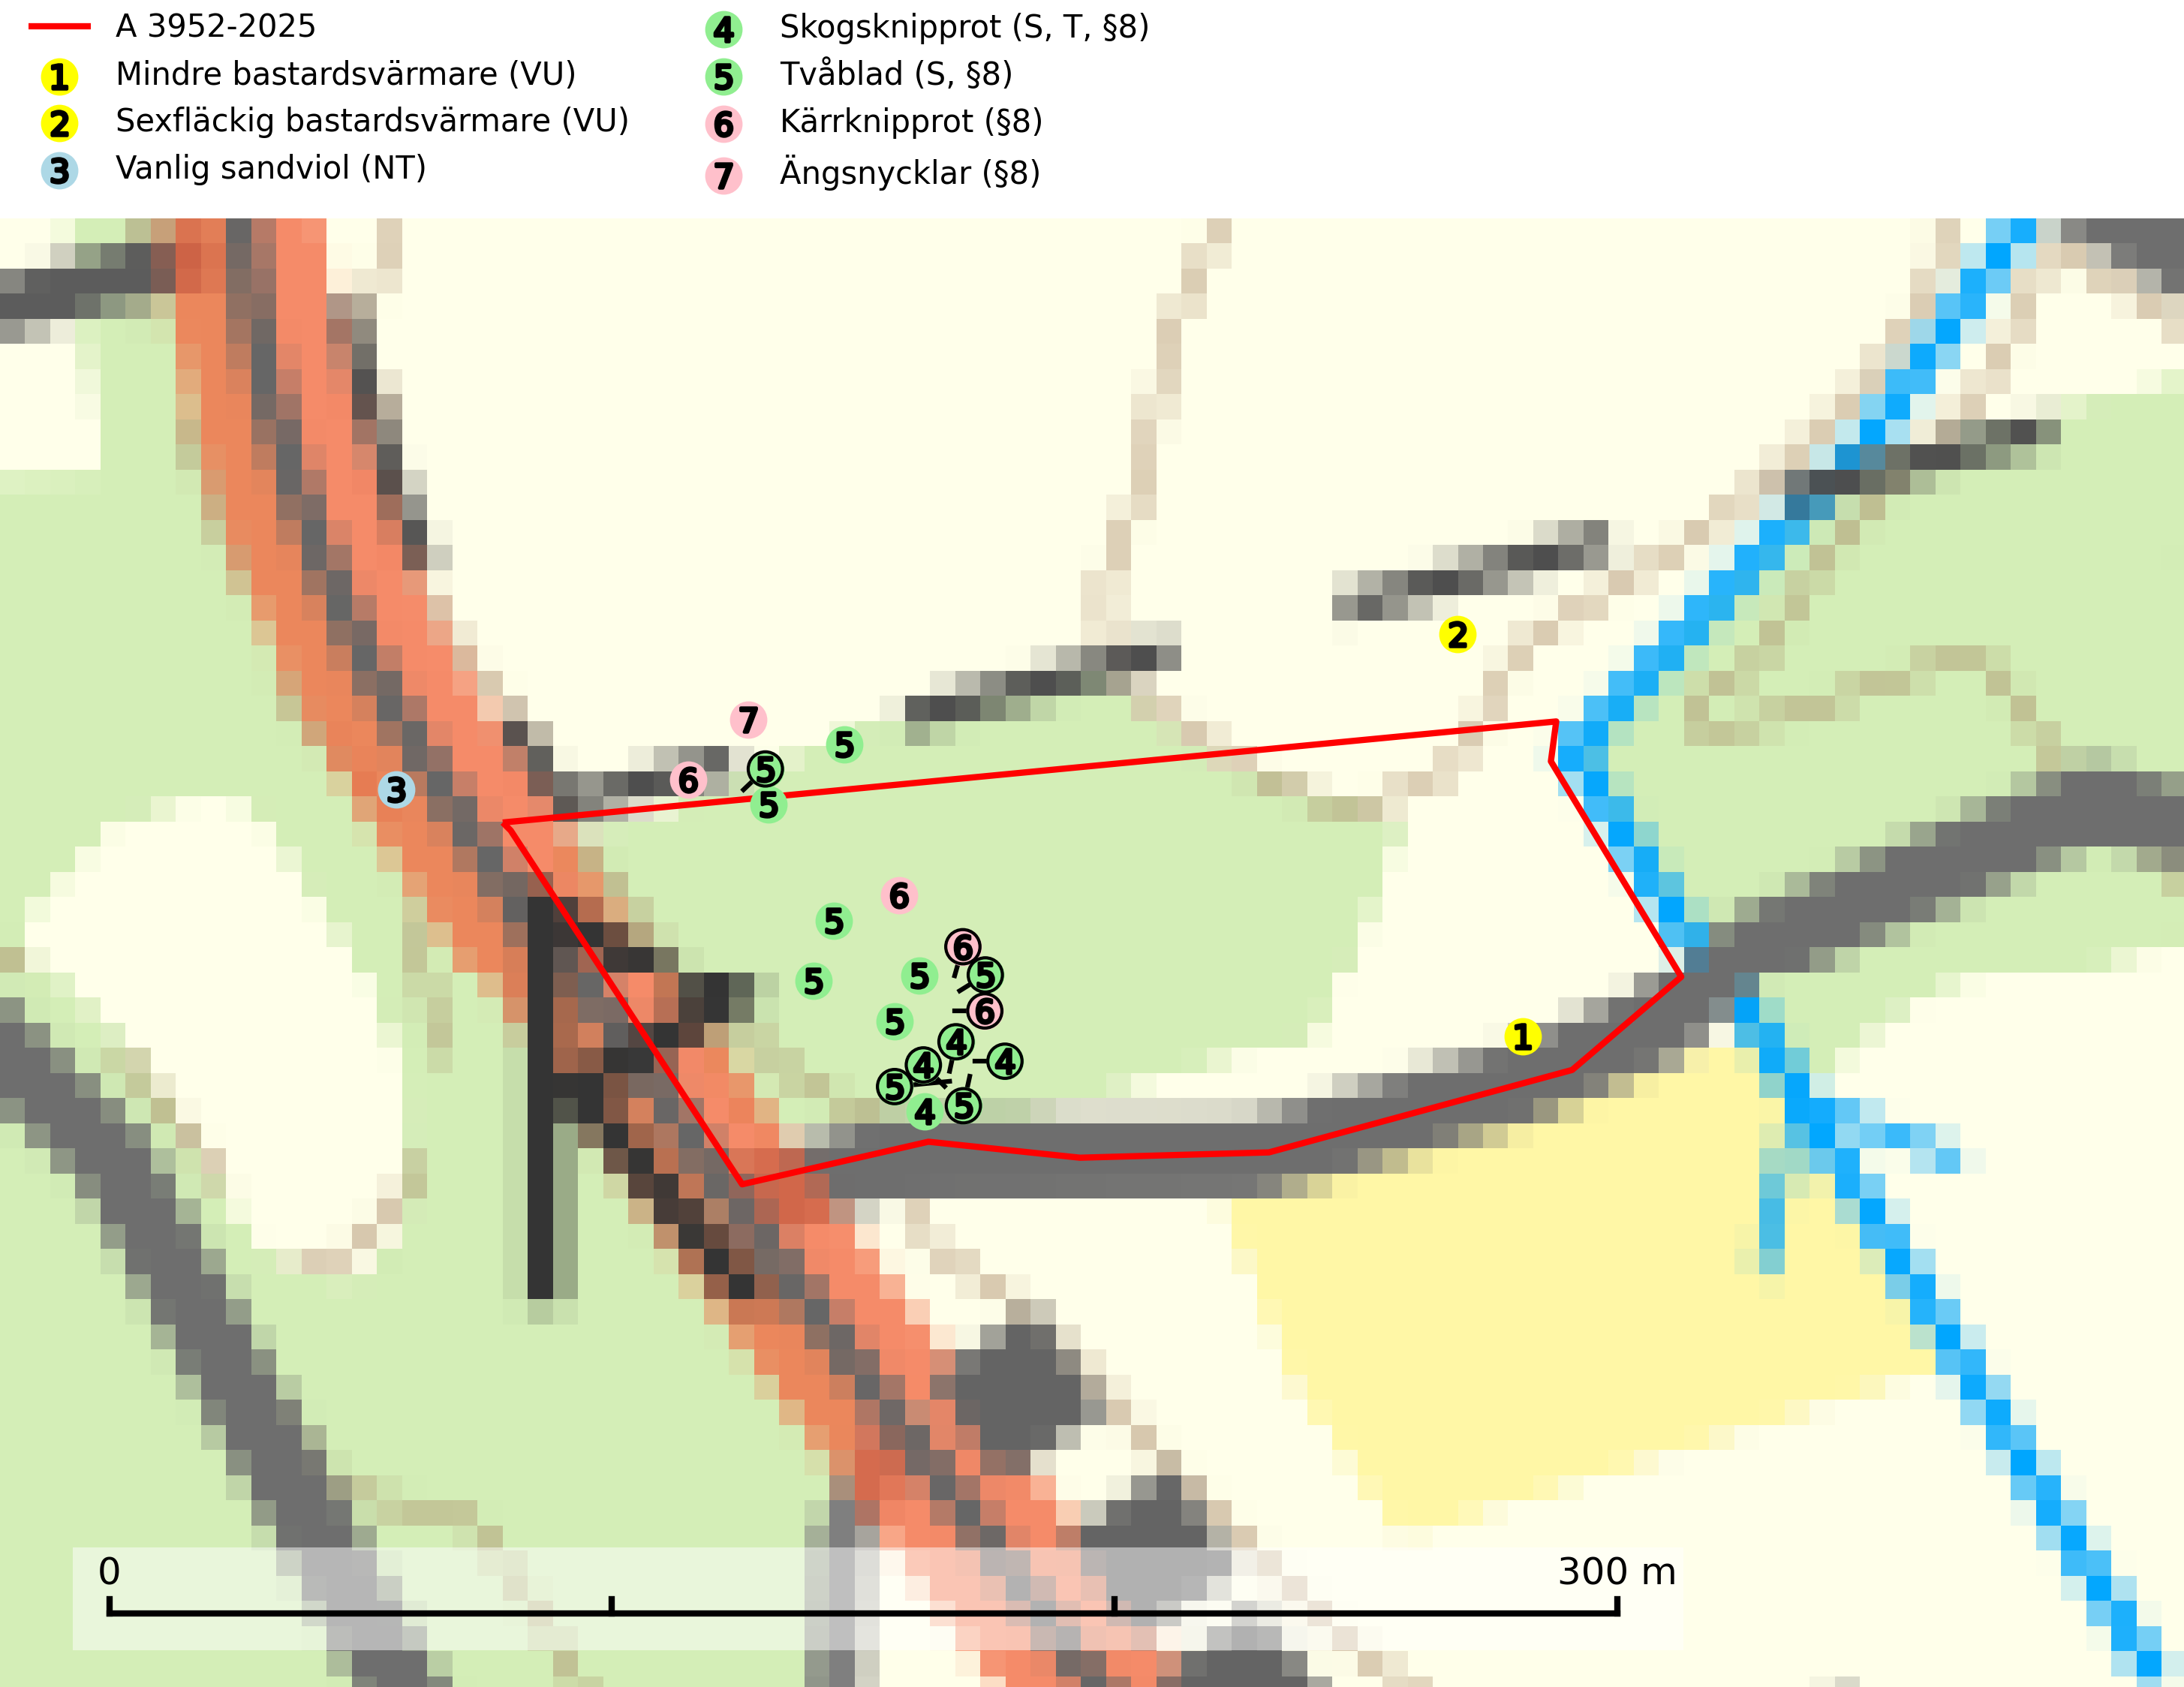 A 3952-2025
1 Mindre bastardsvärmare (VU)
2 Sexfläckig bastardsvärmare (VU)
3 Vanlig sandviol (NT)
4 Skogsknipprot (S, T, §8)
5 Tvåblad (S, §8)
6 Kärrknipprot (§8)
7 Ängsnycklar (§8)
2
7
5
5
6
3
5
6
5
6
5
5
5
6
5
1
4
4
4
5
5
4
0 300 m